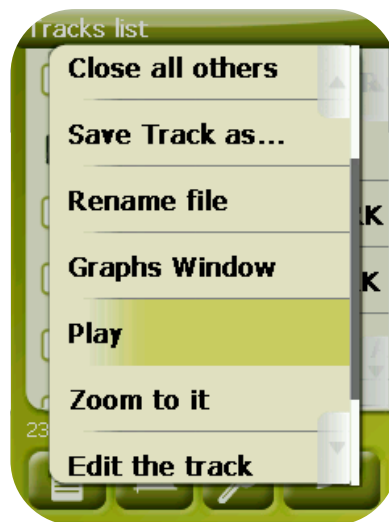 Tracks list
Close all others
Save Track as...
Rename file
Graphs Window
K
Play
K
Zoom to it
23
Edit the track